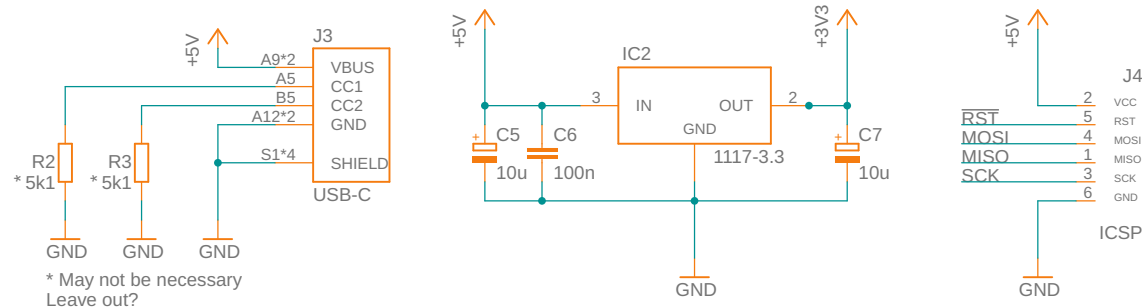 +5V
J3
A9*2
VBUS
A5
CC1
B5
CC2
A12*2
GND
S1*4
SHIELD
USB-C
R2
* 5k1
R3
* 5k1
GND
GND
GND
* May not be necessary
Leave out?
+5V
+3V3
IC2
3
IN
OUT
2
GND
1117-3.3
+
C5
10u
C6
100n
+
C7
10u
GND
+5V
J4
2
VCC
RST
5
RST
MOSI
4
MOSI
MISO
1
MISO
SCK
3
SCK
6
GND
ICSP
GND